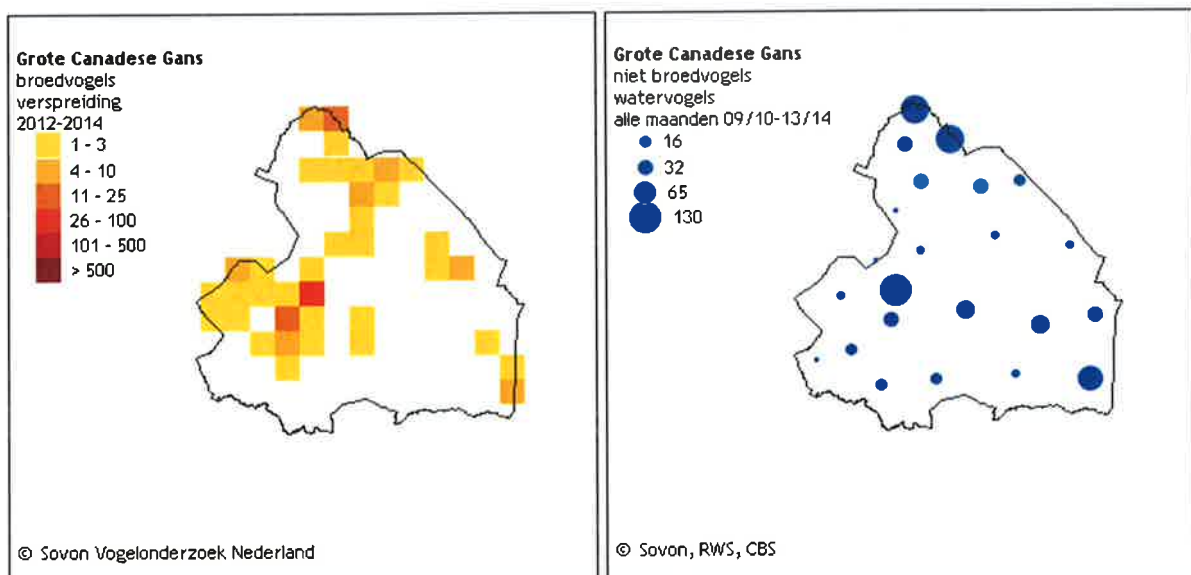 Grote Canadese Gans
broedvogels
verspreiding
2012-2014
1 - 3
4 - 10
11 - 25
26 - 100
101 - 500
> 500
© Sovon Vogelonderzoek Nederland
Grote Canadese Gans
niet broedvogels
watervogels
alle maanden 09/10-13/14
16
32
65
130
© Sovon, RWS, CBS